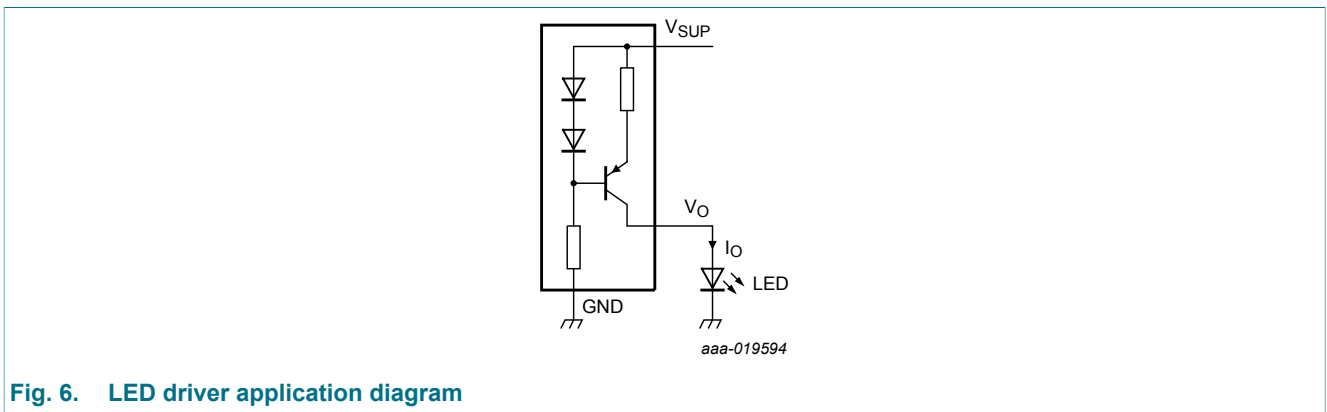 VSUP
VO
IO
LED
GND
aaa-019594
Fig. 6. LED driver application diagram